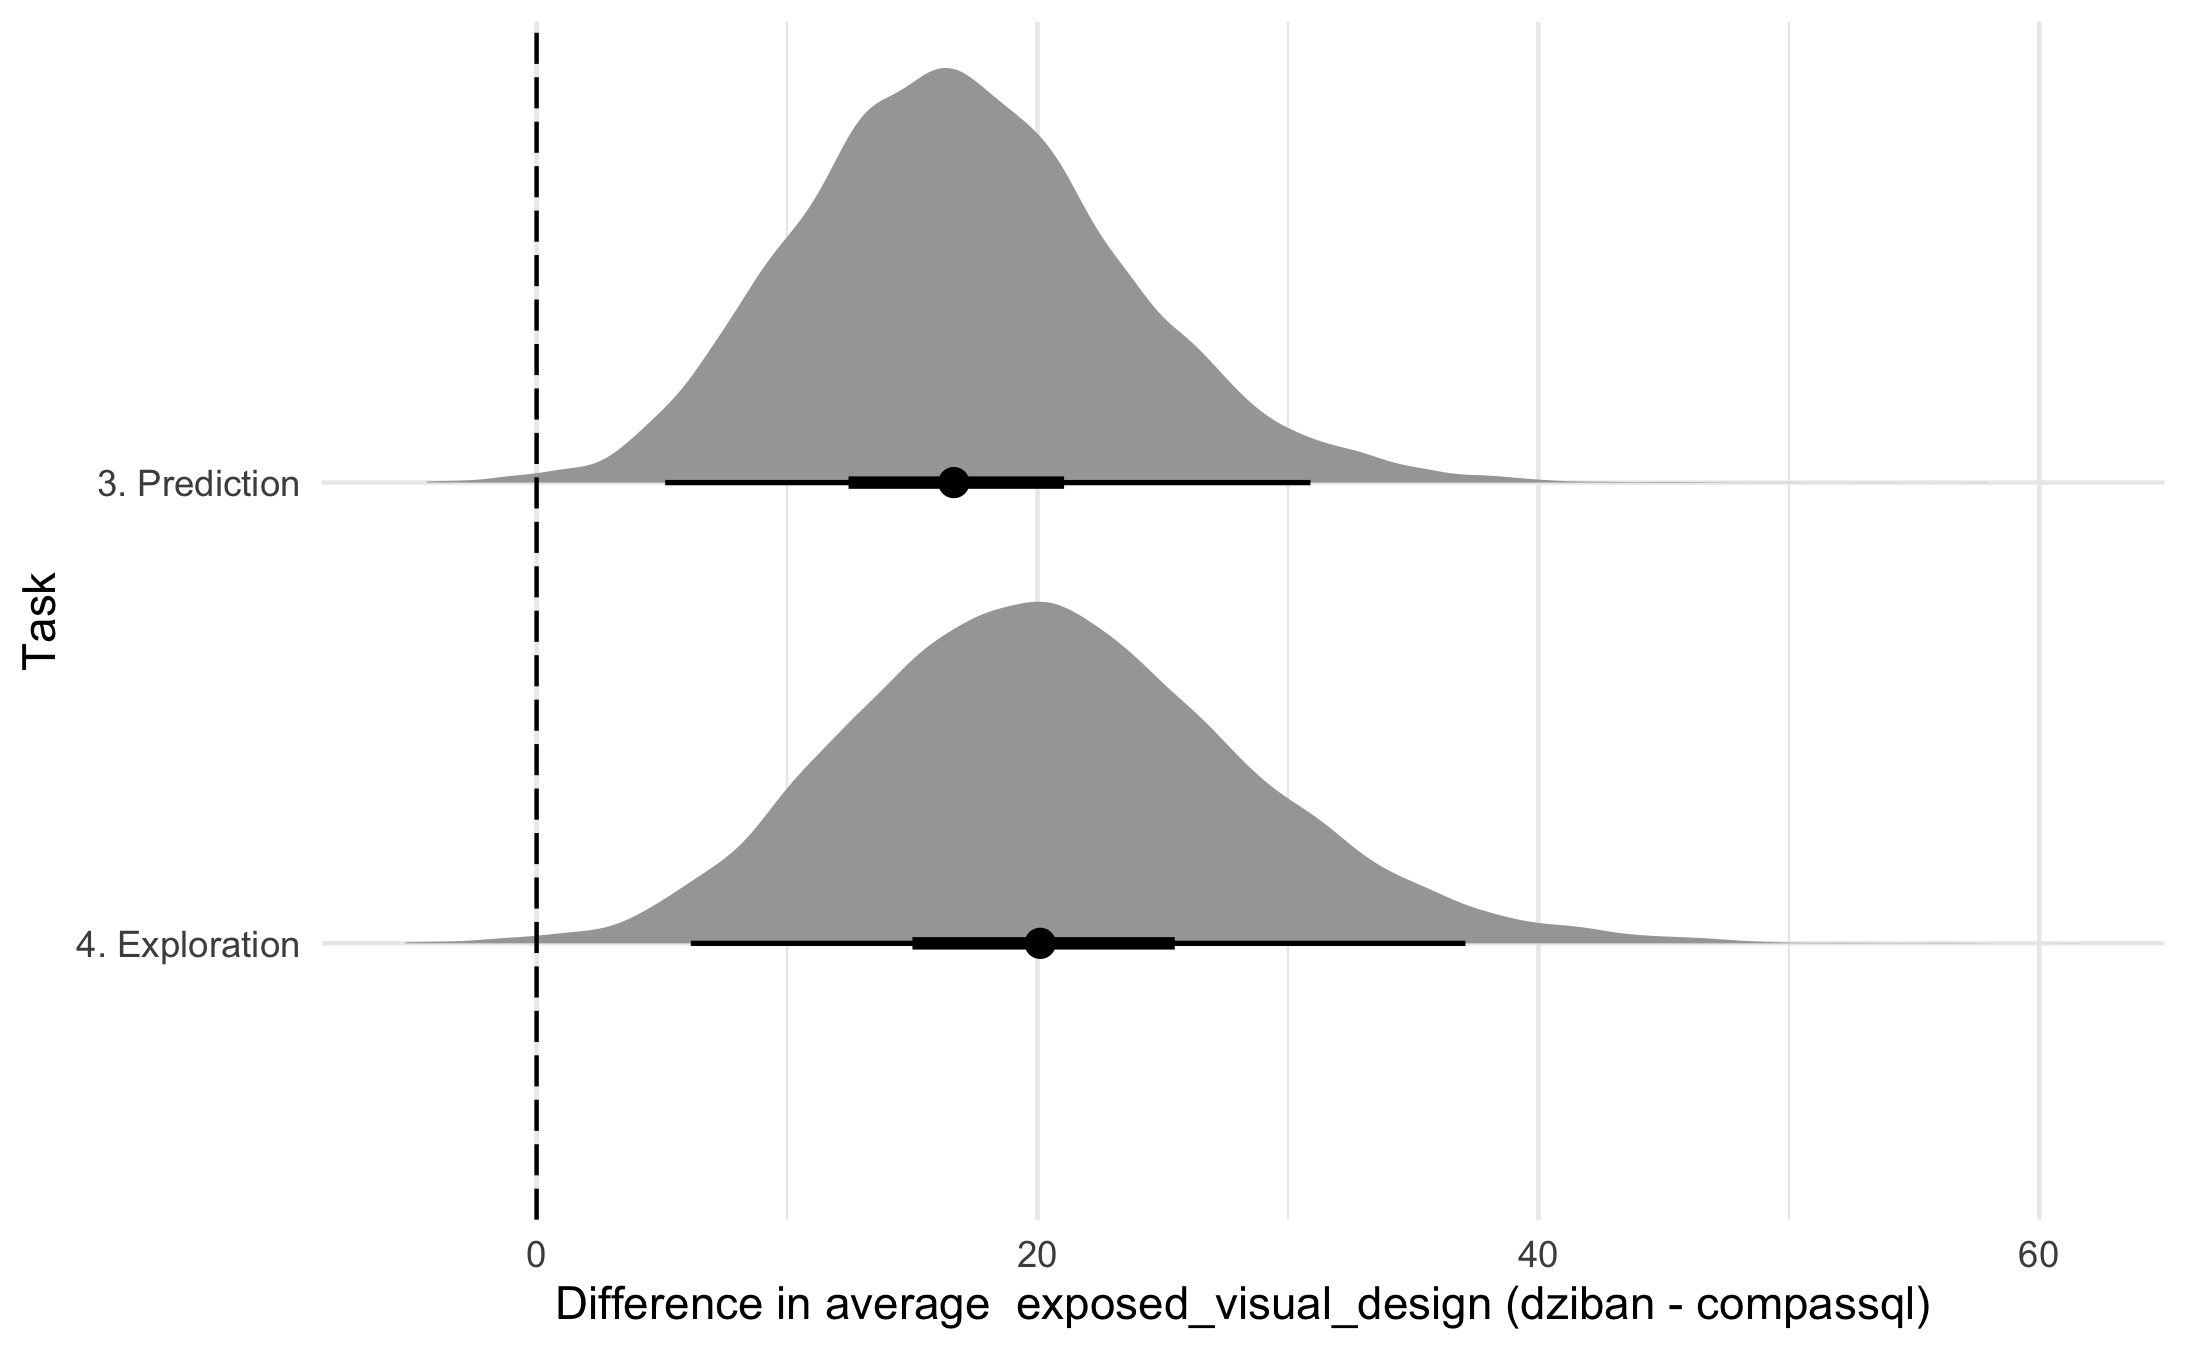 Task
3. Prediction
4. Exploration
0 20 40 60
Difference in average  exposed_visual_design (dziban - compassql)